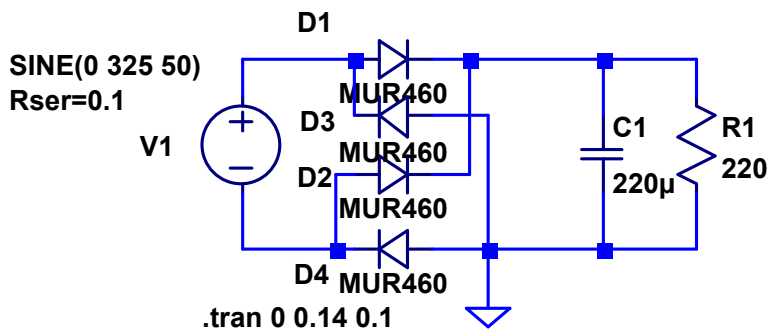 D1
SINE(0 325 50)
Rser=0.1
MUR460
V1
D3
C1
R1
MUR460
D2
220µ
220
MUR460
D4
MUR460
.tran 0 0.14 0.1